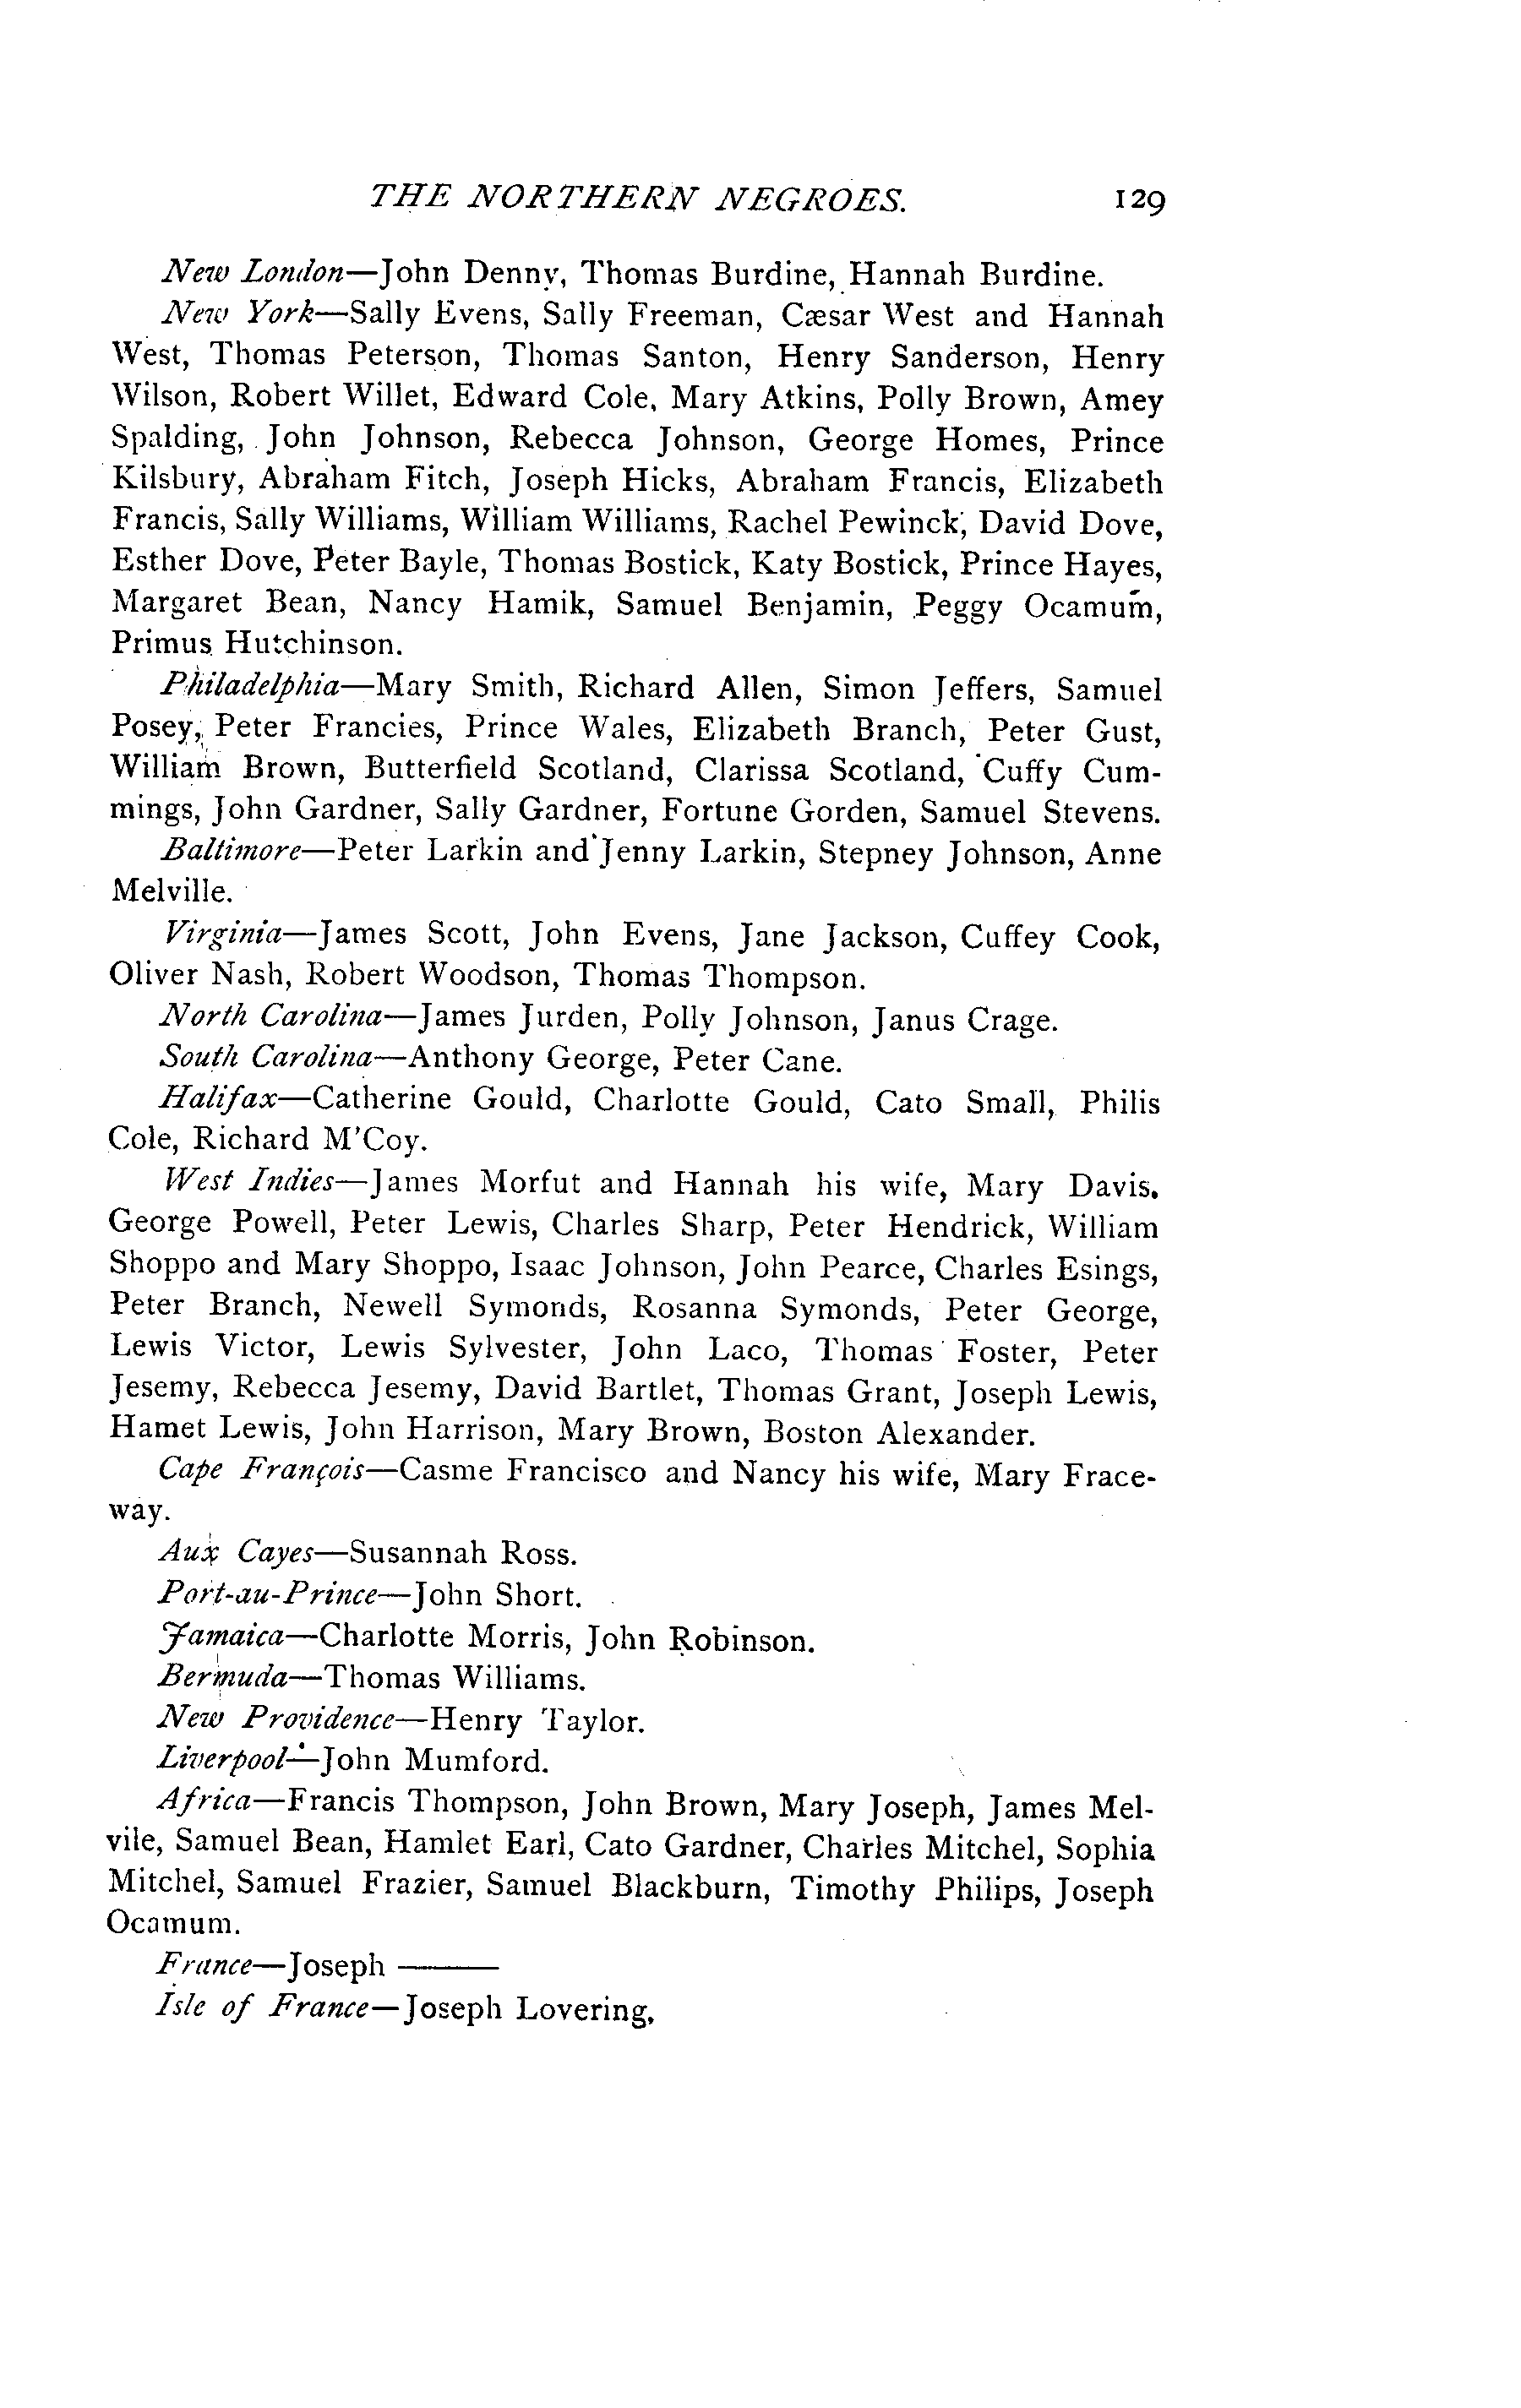 THE NORTHERN NEGROES. 129
New London—John Denny, Thomas Burdine, Hannah Burdine.
New York—Sally Evens, Sally Freeman, Cæsar West and Hannah
West, Thomas Peterson, Thomas Santon, Henry Sanderson, Henry
Wilson, Robert Willet, Edward Cole, Mary Atkins, Polly Brown, Amey
Spalding, John Johnson, Rebecca Johnson, George Homes, Prince
Kilsbury, Abraham Fitch, Joseph Hicks, Abraham Francis, Elizabeth
Francis, Sally Williams, William Williams, Rachel Pewinck, David Dove,
Esther Dove, Peter Bayle, Thomas Bostick, Katy Bostick, Prince Hayes,
Margaret Bean, Nancy Hamik, Samuel Benjamin, Peggy Ocamum,
Primus Hutchinson.
Philadelphia—Mary Smith, Richard Allen, Simon Jeffers, Samuel
Posey, Peter Francies, Prince Wales, Elizabeth Branch, Peter Gust,
William Brown, Butterfield Scotland, Clarissa Scotland, Cuffy Cum-
mings, John Gardner, Sally Gardner, Fortune Gorden, Samuel Stevens.
Baltimore—Peter Larkin and Jenny Larkin, Stepney Johnson, Anne
Melville.
Virginia—James Scott, John Evens, Jane Jackson, Cuffey Cook,
Oliver Nash, Robert Woodson, Thomas Thompson.
North Carolina—James Jurden, Polly Johnson, Janus Crage.
South Carolina—Anthony George, Peter Cane.
Halifax—Catherine Gould, Charlotte Gould, Cato Small, Philis
Cole, Richard M'Coy.
West Indies—James Morfut and Hannah his wife, Mary Davis.
George Powell, Peter Lewis, Charles Sharp, Peter Hendrick, William
Shoppo and Mary Shoppo, Isaac Johnson, John Pearce, Charles Esings,
Peter Branch, Newell Symonds, Rosanna Symonds, Peter George,
Lewis Victor, Lewis Sylvester, John Laco, Thomas Foster, Peter
Jesemy, Rebecca Jesemy, David Bartlet, Thomas Grant, Joseph Lewis,
Hamet Lewis, John Harrison, Mary Brown, Boston Alexander.
Cape François—Casme Francisco and Nancy his wife, Mary Frace-
way.
Aux Cayes—Susannah Ross.
Port-au-Prince—John Short.
Jamaica—Charlotte Morris, John Robinson.
Bermuda—Thomas Williams.
New Providence—Henry Taylor.
Liverpool—John Mumford.
Africa—Francis Thompson, John Brown, Mary Joseph, James Mel-
vile, Samuel Bean, Hamlet Earl, Cato Gardner, Charles Mitchel, Sophia
Mitchel, Samuel Frazier, Samuel Blackburn, Timothy Philips, Joseph
Ocamum.
France—Joseph ———
Isle of France—Joseph Lovering,